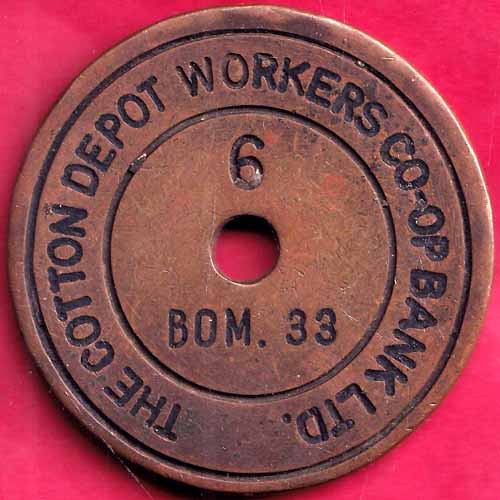 THE COTTON DEPOT WORKERS CO-OP BANK LTD.
6
BOM. 33